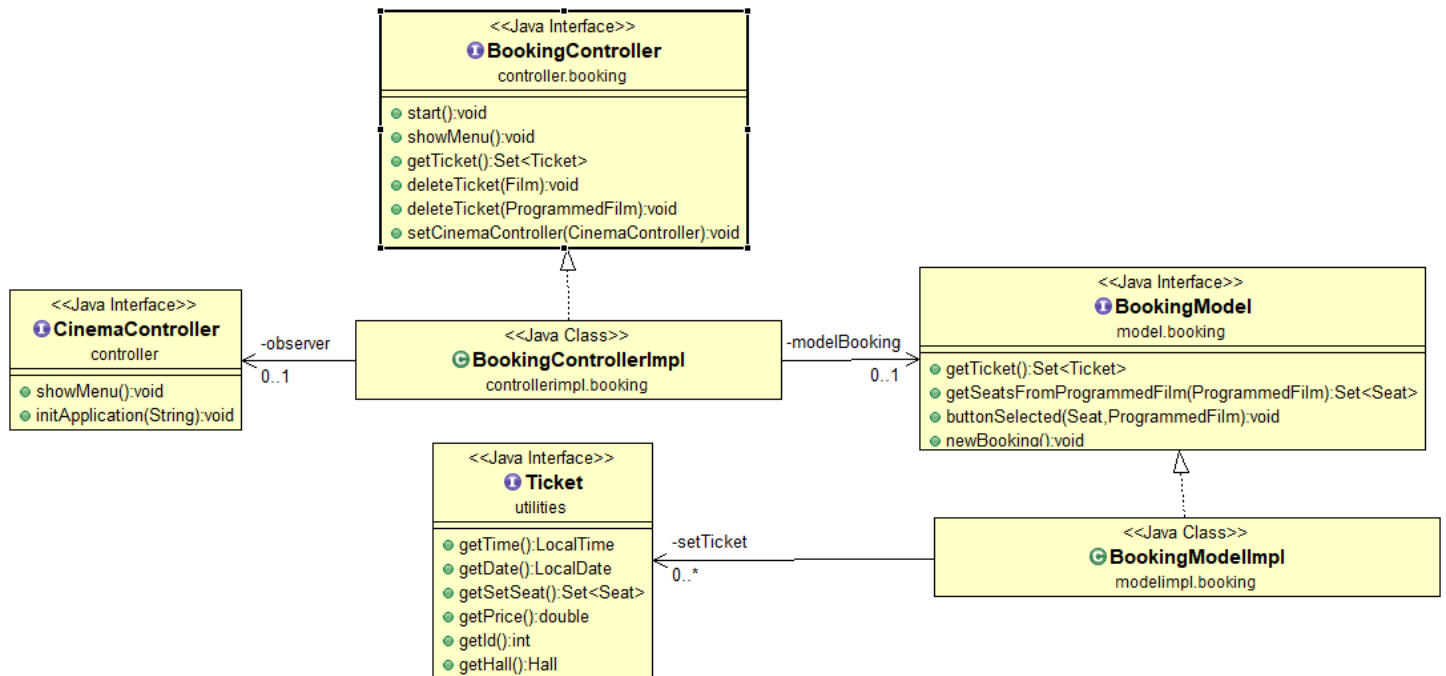 <<Java Interface>>
BookingController
controller.booking
start():void
showMenu():void
getTicket():Set<Ticket>
deleteTicket(Film):void
deleteTicket(ProgrammedFilm):void
setCinemaController(CinemaController):void
<<Java Interface>>
CinemaController
controller
showMenu():void
initApplication(String):void
-observer
0..1
<<Java Class>>
BookingControllerImpl
controllerimpl.booking
-modelBooking
0..1
<<Java Interface>>
BookingModel
model.booking
getTicket():Set<Ticket>
getSeatsFromProgrammedFilm(ProgrammedFilm):Set<Seat>
buttonSelected(Seat,ProgrammedFilm):void
newBooking():void
<<Java Interface>>
Ticket
utilities
getTime():LocalTime
getDate():LocalDate
getSetSeat():Set<Seat>
getPrice():double
getId():int
getHall():Hall
-setTicket
0..*
<<Java Class>>
BookingModelImpl
modelimpl.booking